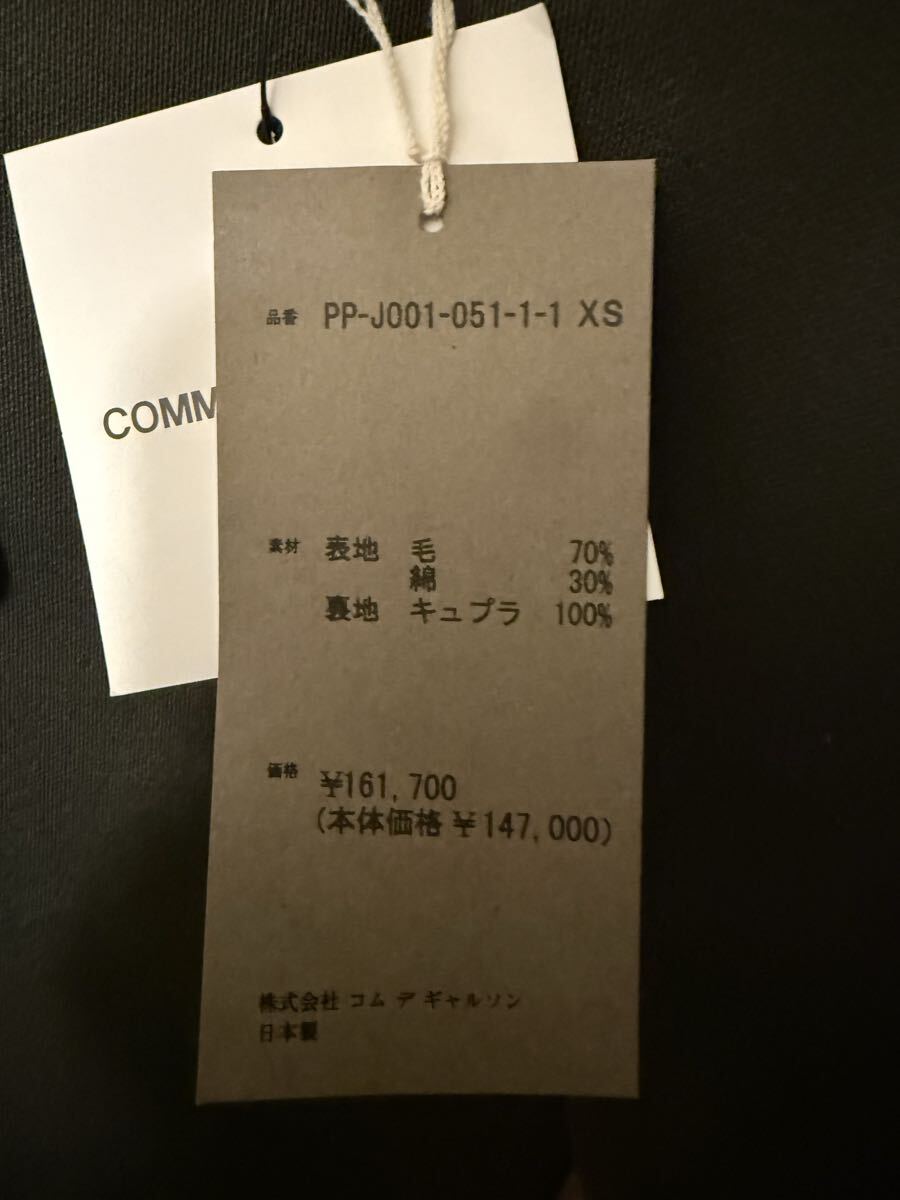 COMM
品番 PP-J001-051-1-1 XS
素材 表地 毛 70%
綿 30%
裏地 キュプラ 100%
価格 ¥161,700
(本体価格 ¥147,000)
株式会社 コム デ ギャルソン
日本製